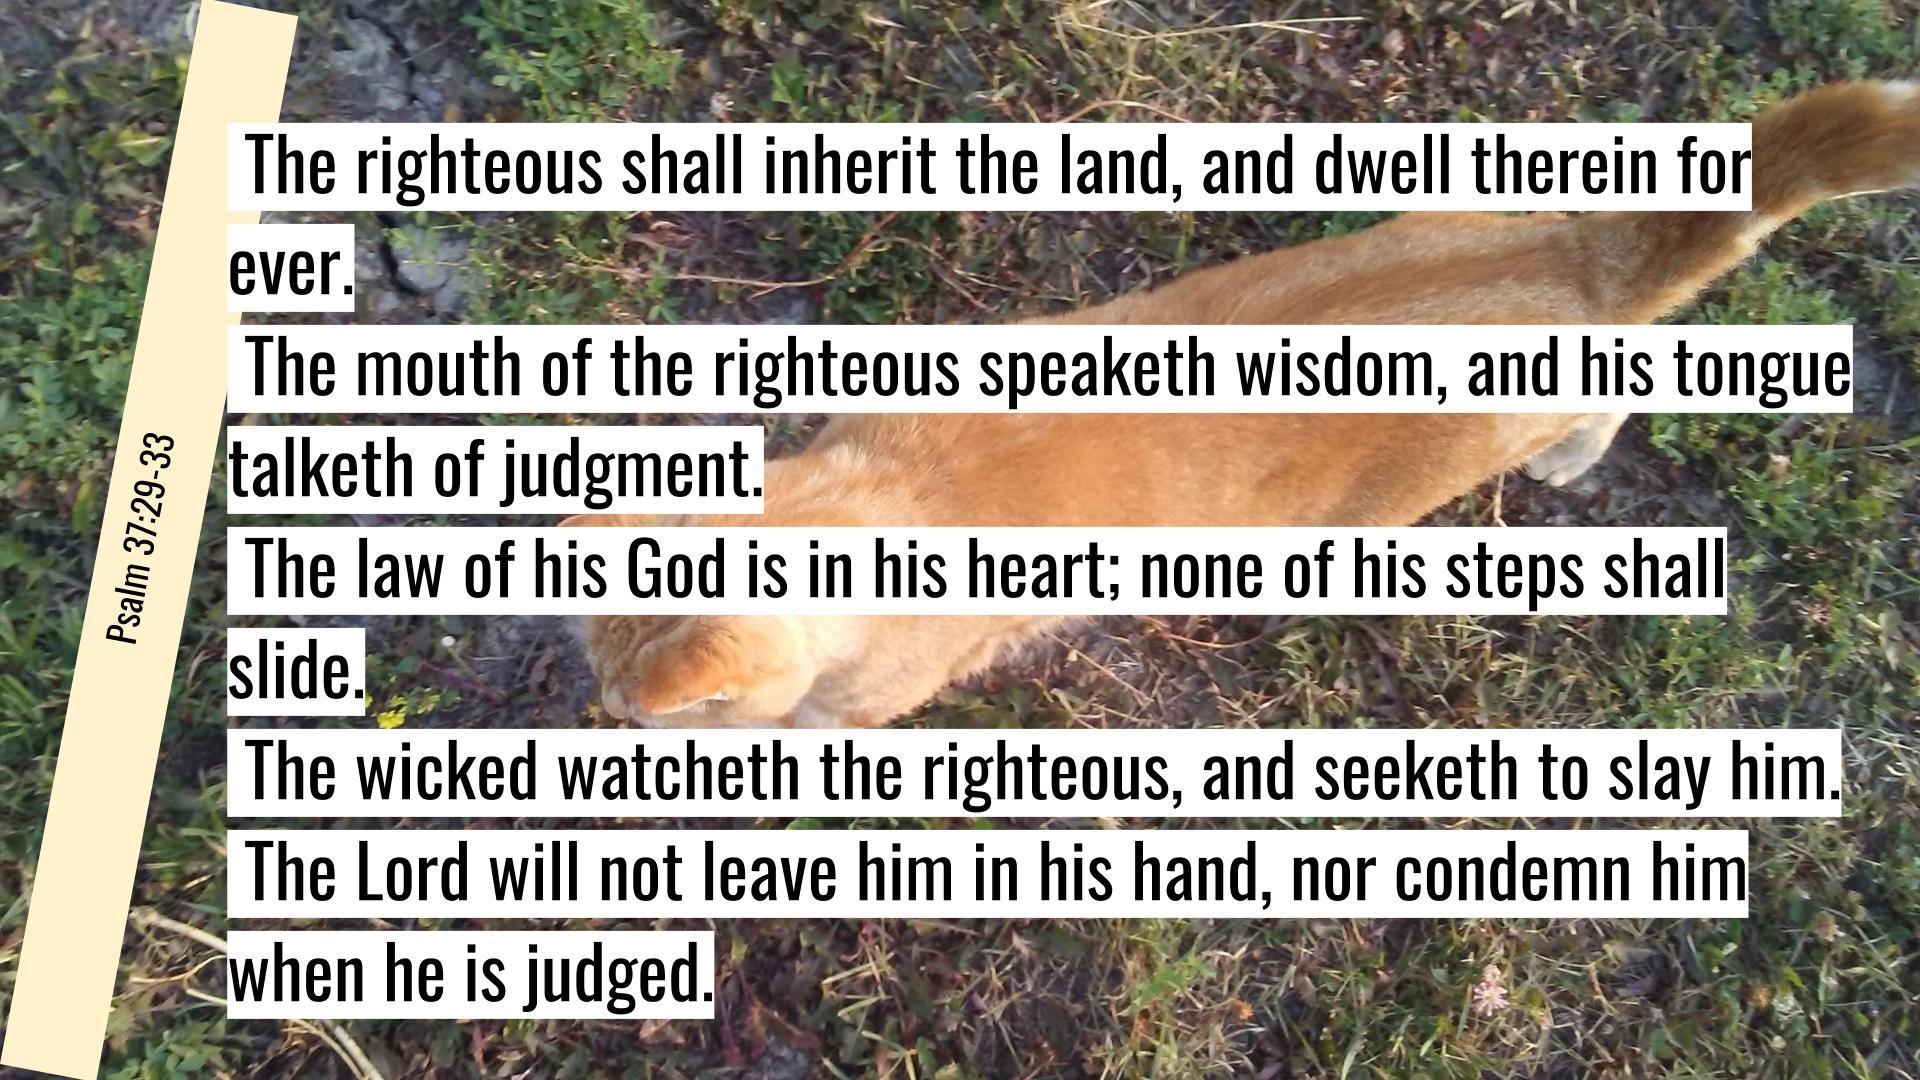 Psalm 37:29-33
The righteous shall inherit the land, and dwell therein for
ever.
The mouth of the righteous speaketh wisdom, and his tongue
talketh of judgment.
The law of his God is in his heart; none of his steps shall
slide.
The wicked watcheth the righteous, and seeketh to slay him.
The Lord will not leave him in his hand, nor condemn him
when he is judged.